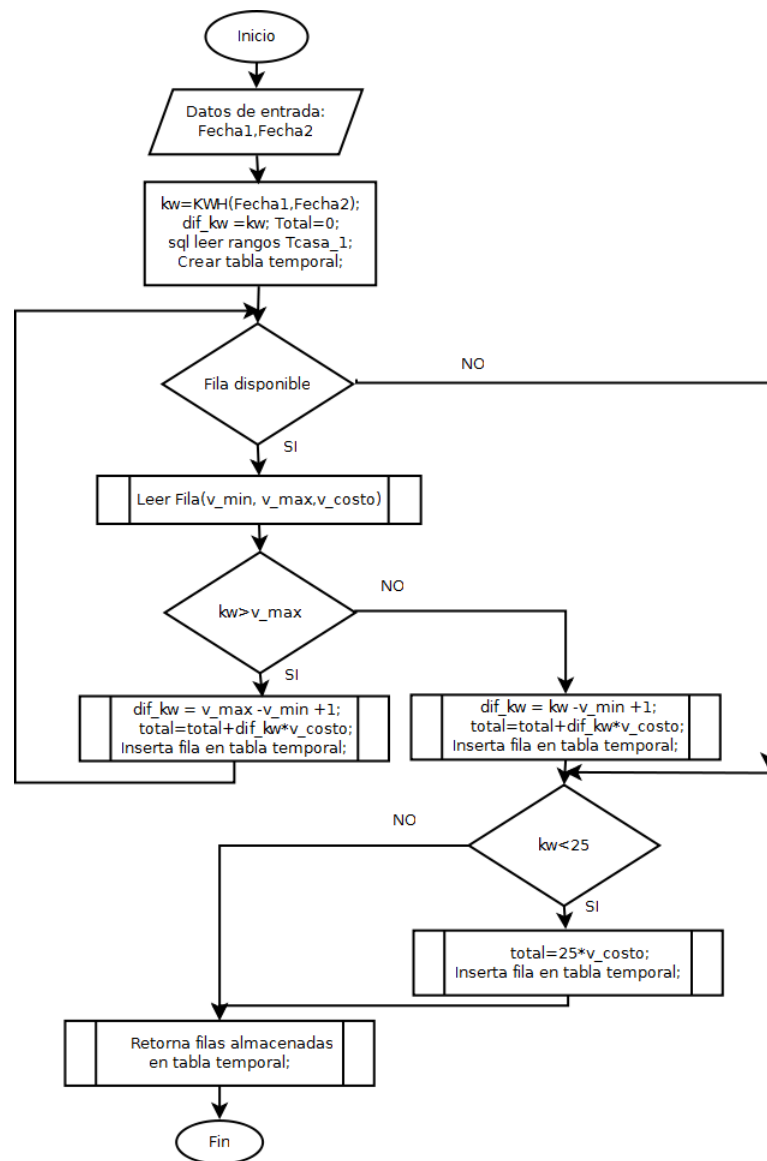 Inicio
Datos de entrada:
Fecha1,Fecha2
kw=KWH(Fecha1,Fecha2);
dif_kw =kw; Total=0;
sql leer rangos Tcasa_1;
Crear tabla temporal;
Fila disponible
NO
SI
Leer Fila(v_min, v_max,v_costo)
kw>v_max
NO
SI
dif_kw = v_max -v_min +1;
total=total+dif_kw*v_costo;
Inserta fila en tabla temporal;
dif_kw = kw -v_min +1;
total=total+dif_kw*v_costo;
Inserta fila en tabla temporal;
kw<25
NO
SI
total=25*v_costo;
Inserta fila en tabla temporal;
Retorna filas almacenadas
en tabla temporal;
Fin